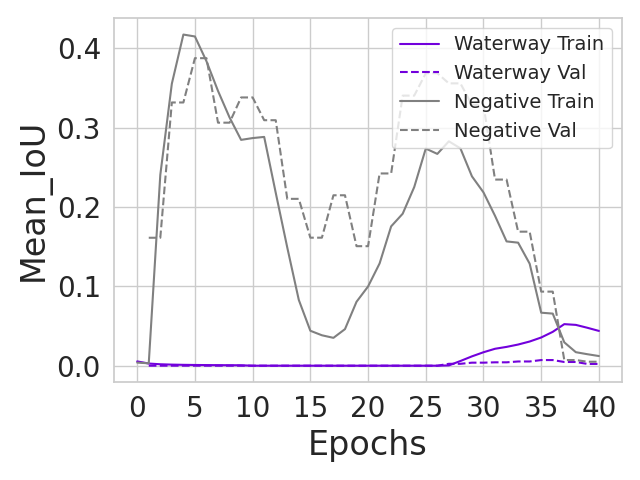 Mean_IoU
0.4
0.3
0.2
0.1
0.0
Waterway Train
Waterway Val
Negative Train
Negative Val
0 5 10 15 20 25 30 35 40
Epochs